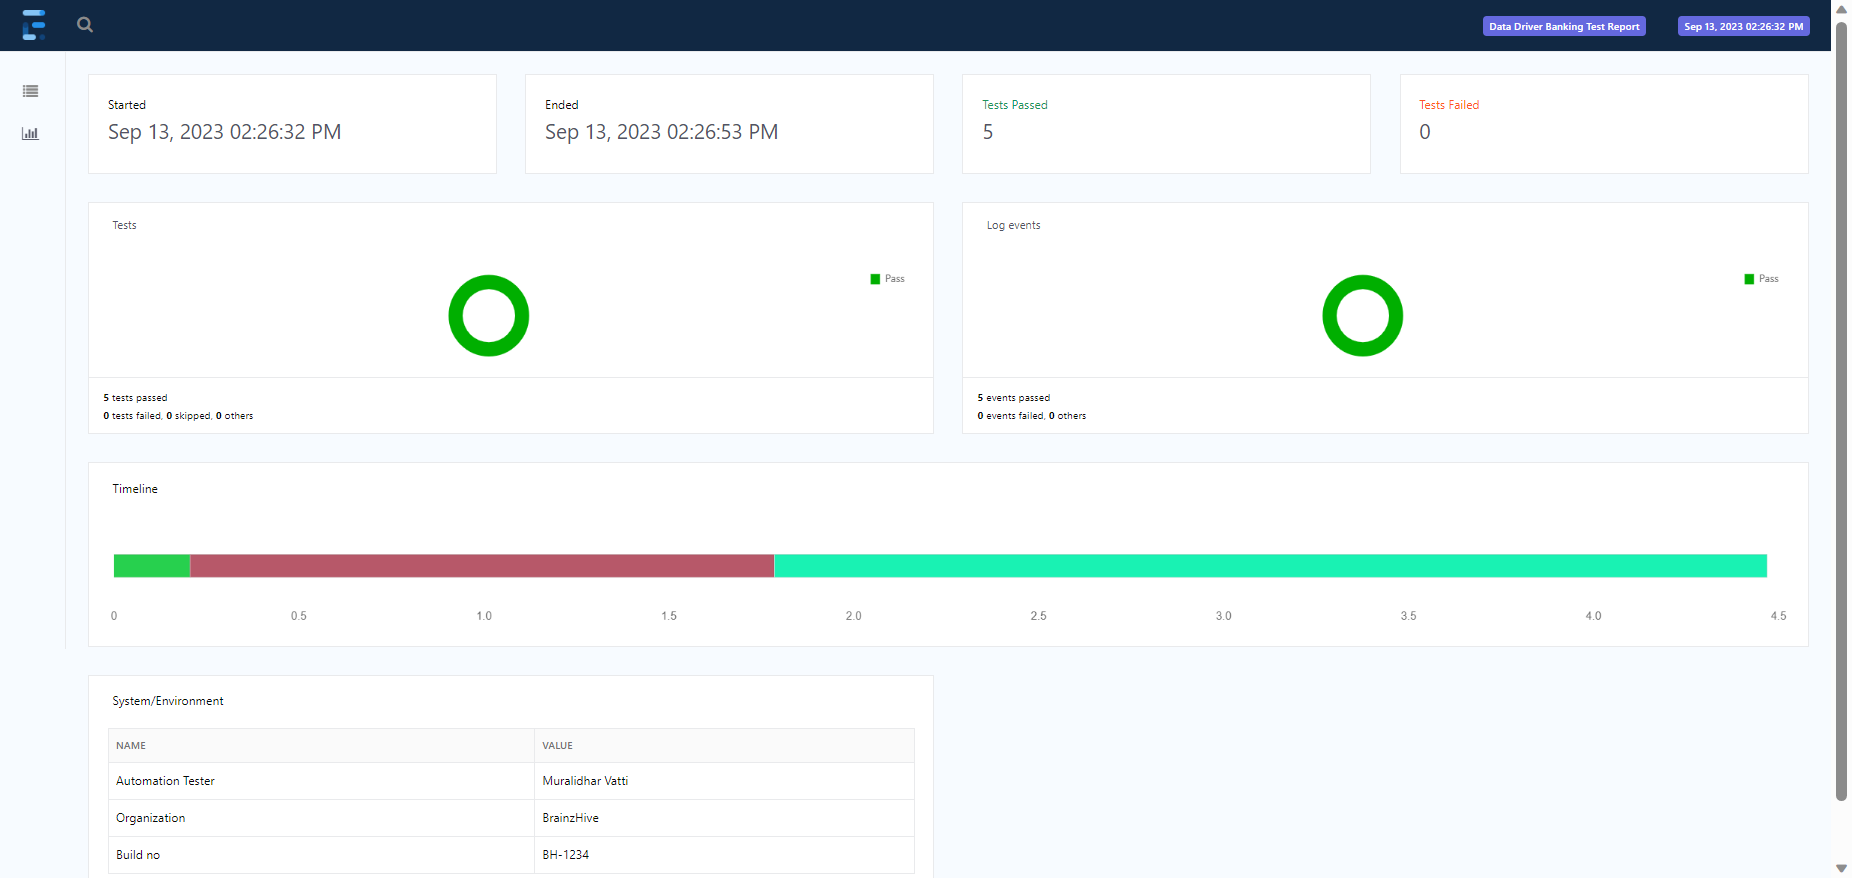 Data Driver Banking Test Report
Sep 13, 2023 02:26:32 PM
Started
Sep 13, 2023 02:26:32 PM
Ended
Sep 13, 2023 02:26:53 PM
Tests Passed
5
Tests Failed
0
Tests
Pass
5 tests passed
0 tests failed, 0 skipped, 0 others
Log events
Pass
5 events passed
0 events failed, 0 others
Timeline
0 0.5 1.0 1.5 2.0 2.5 3.0 3.5 4.0 4.5
System/Environment
NAME VALUE
Automation Tester Muralidhar Vatti
Organization BrainzHive
Build no BH-1234